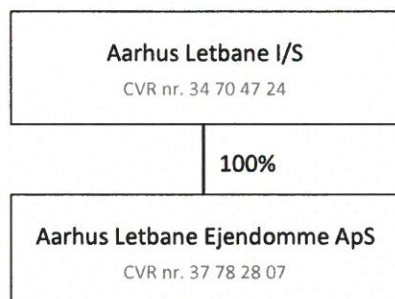 Aarhus Letbane I/S
CVR nr. 34 70 47 24
100%
Aarhus Letbane Ejendomme ApS
CVR nr. 37 78 28 07